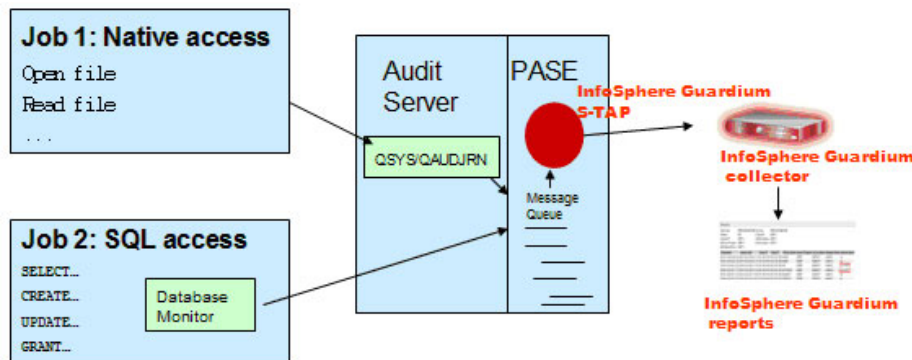 Job 1: Native access
Open file
Read file
...
Job 2: SQL access
SELECT...
CREATE...
UPDATE...
GRANT...
Database
Monitor
Audit
Server
QSYS/QAUDJRN
PASE
InfoSphere Guardium
S-TAP
Message
Queue
InfoSphere Guardium
collector
InfoSphere Guardium
reports